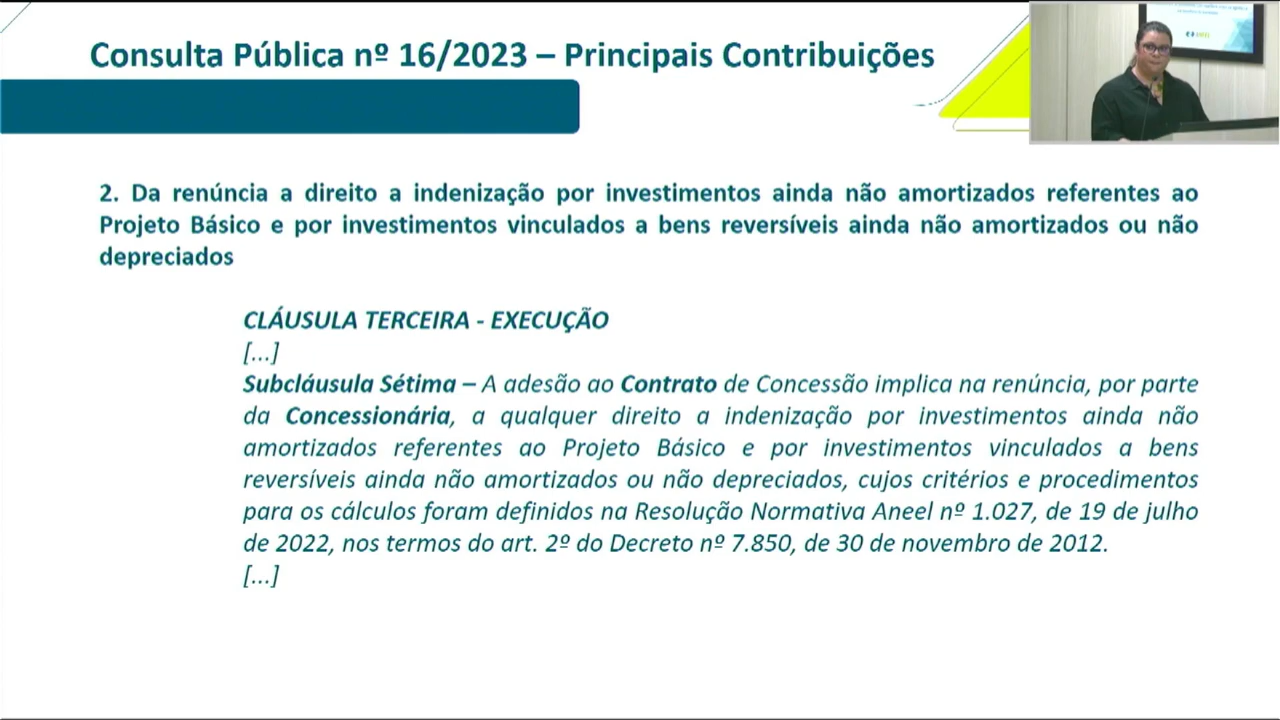 Consulta Pública nº 16/2023 – Principais Contribuições
2. Da renúncia a direito a indenização por investimentos ainda não amortizados referentes ao
Projeto Básico e por investimentos vinculados a bens reversíveis ainda não amortizados ou não
depreciados
CLÁUSULA TERCEIRA - EXECUÇÃO
[...]
Subcláusula Sétima – A adesão ao Contrato de Concessão implica na renúncia, por parte
da Concessionária, a qualquer direito a indenização por investimentos ainda não
amortizados referentes ao Projeto Básico e por investimentos vinculados a bens
reversíveis ainda não amortizados ou não depreciados, cujos critérios e procedimentos
para os cálculos foram definidos na Resolução Normativa Aneel nº 1.027, de 19 de julho
de 2022, nos termos do art. 2º do Decreto nº 7.850, de 30 de novembro de 2012.
[...]